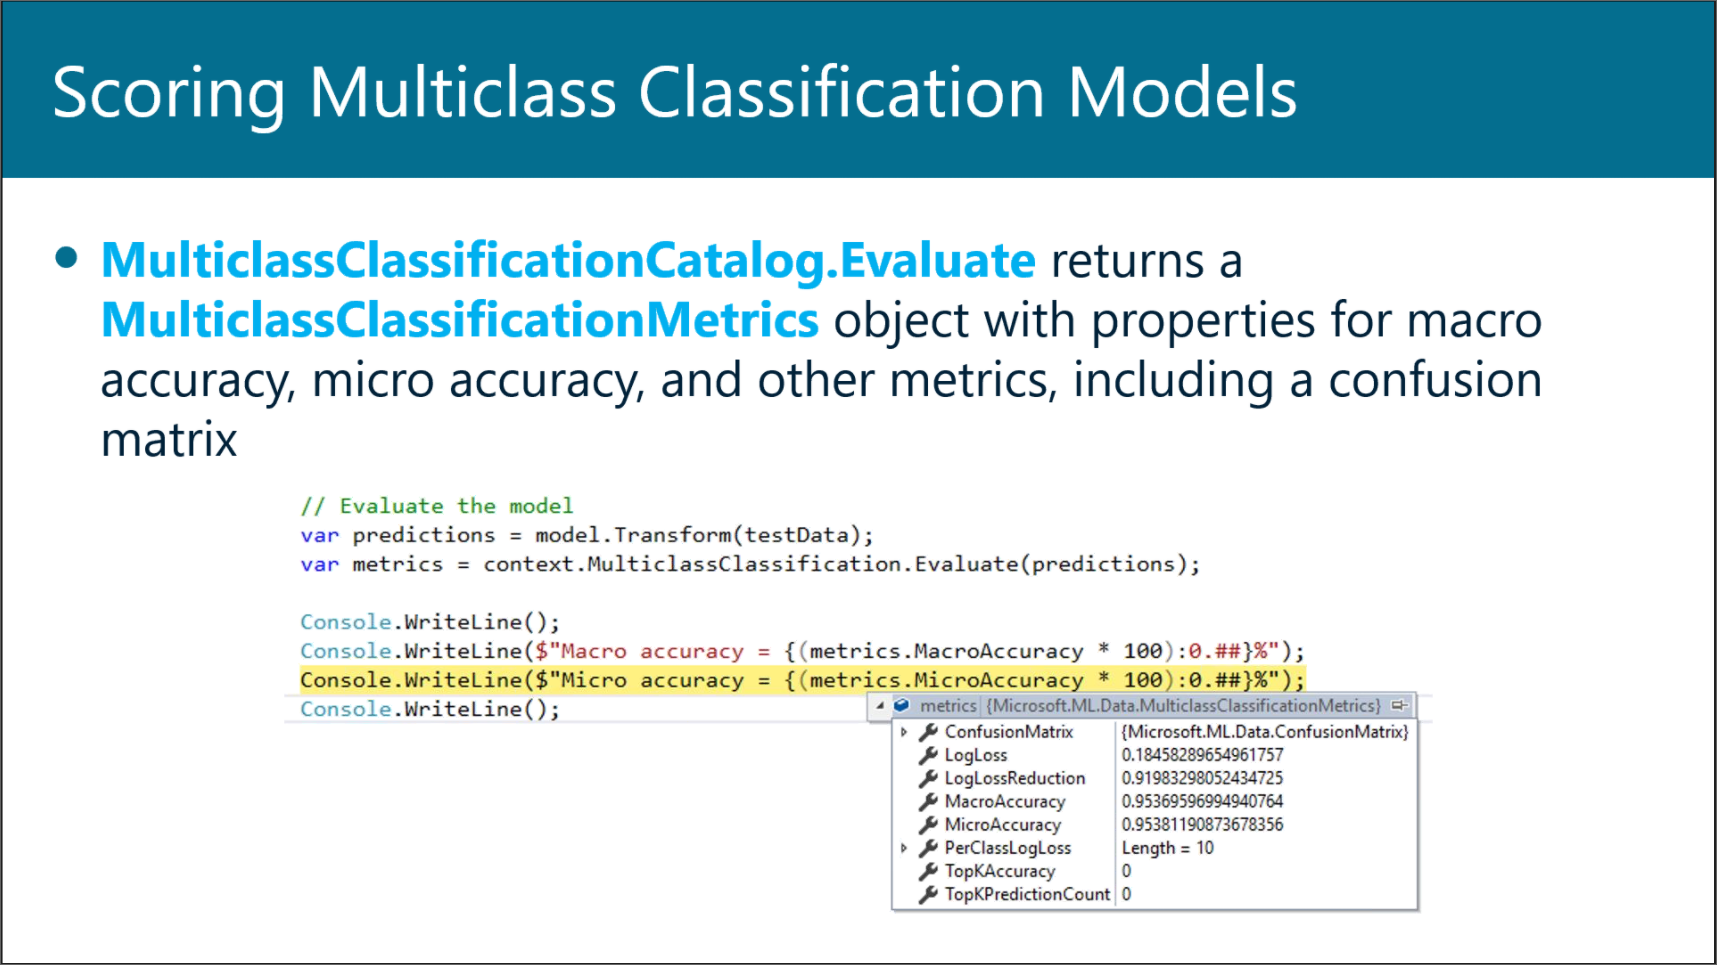 Scoring Multiclass Classification Models
• MulticlassClassificationCatalog.Evaluate returns a
MulticlassClassificationMetrics object with properties for macro
accuracy, micro accuracy, and other metrics, including a confusion
matrix
// Evaluate the model
var predictions = model.Transform(testData);
var metrics = context.MulticlassClassification.Evaluate(predictions);
Console.WriteLine();
Console.WriteLine($"Macro accuracy = {(metrics.MacroAccuracy * 100):0.##}%");
Console.WriteLine($"Micro accuracy = {(metrics.MicroAccuracy * 100):0.##}%");
Console.WriteLine();
metrics {Microsoft.ML.Data.MulticlassClassificationMetrics}
ConfusionMatrix {Microsoft.ML.Data.ConfusionMatrix}
LogLoss 0.18458289654961757
LogLossReduction 0.91983298052434725
MacroAccuracy 0.95369596994940764
MicroAccuracy 0.95381190873678356
PerClassLogLoss Length = 10
TopKAccuracy 0
TopKPredictionCount 0